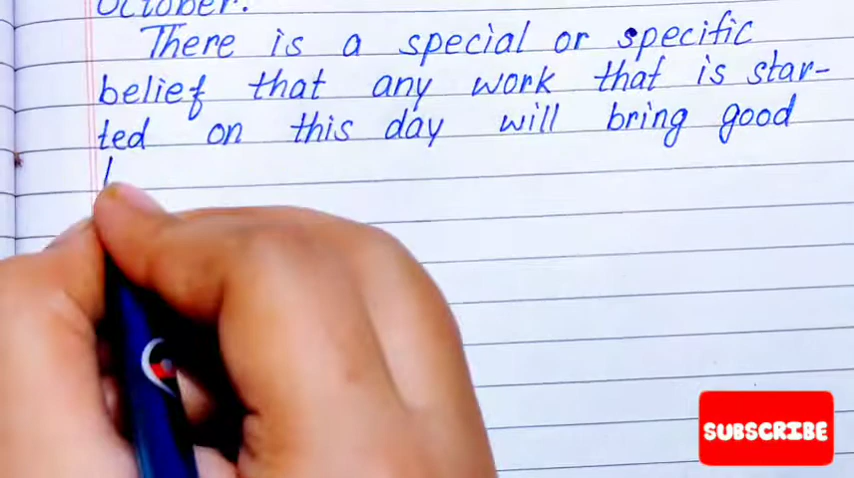 October.
There is a special or specific
belief that any work that is star-
ted on this day will bring good
SUBSCRIBE